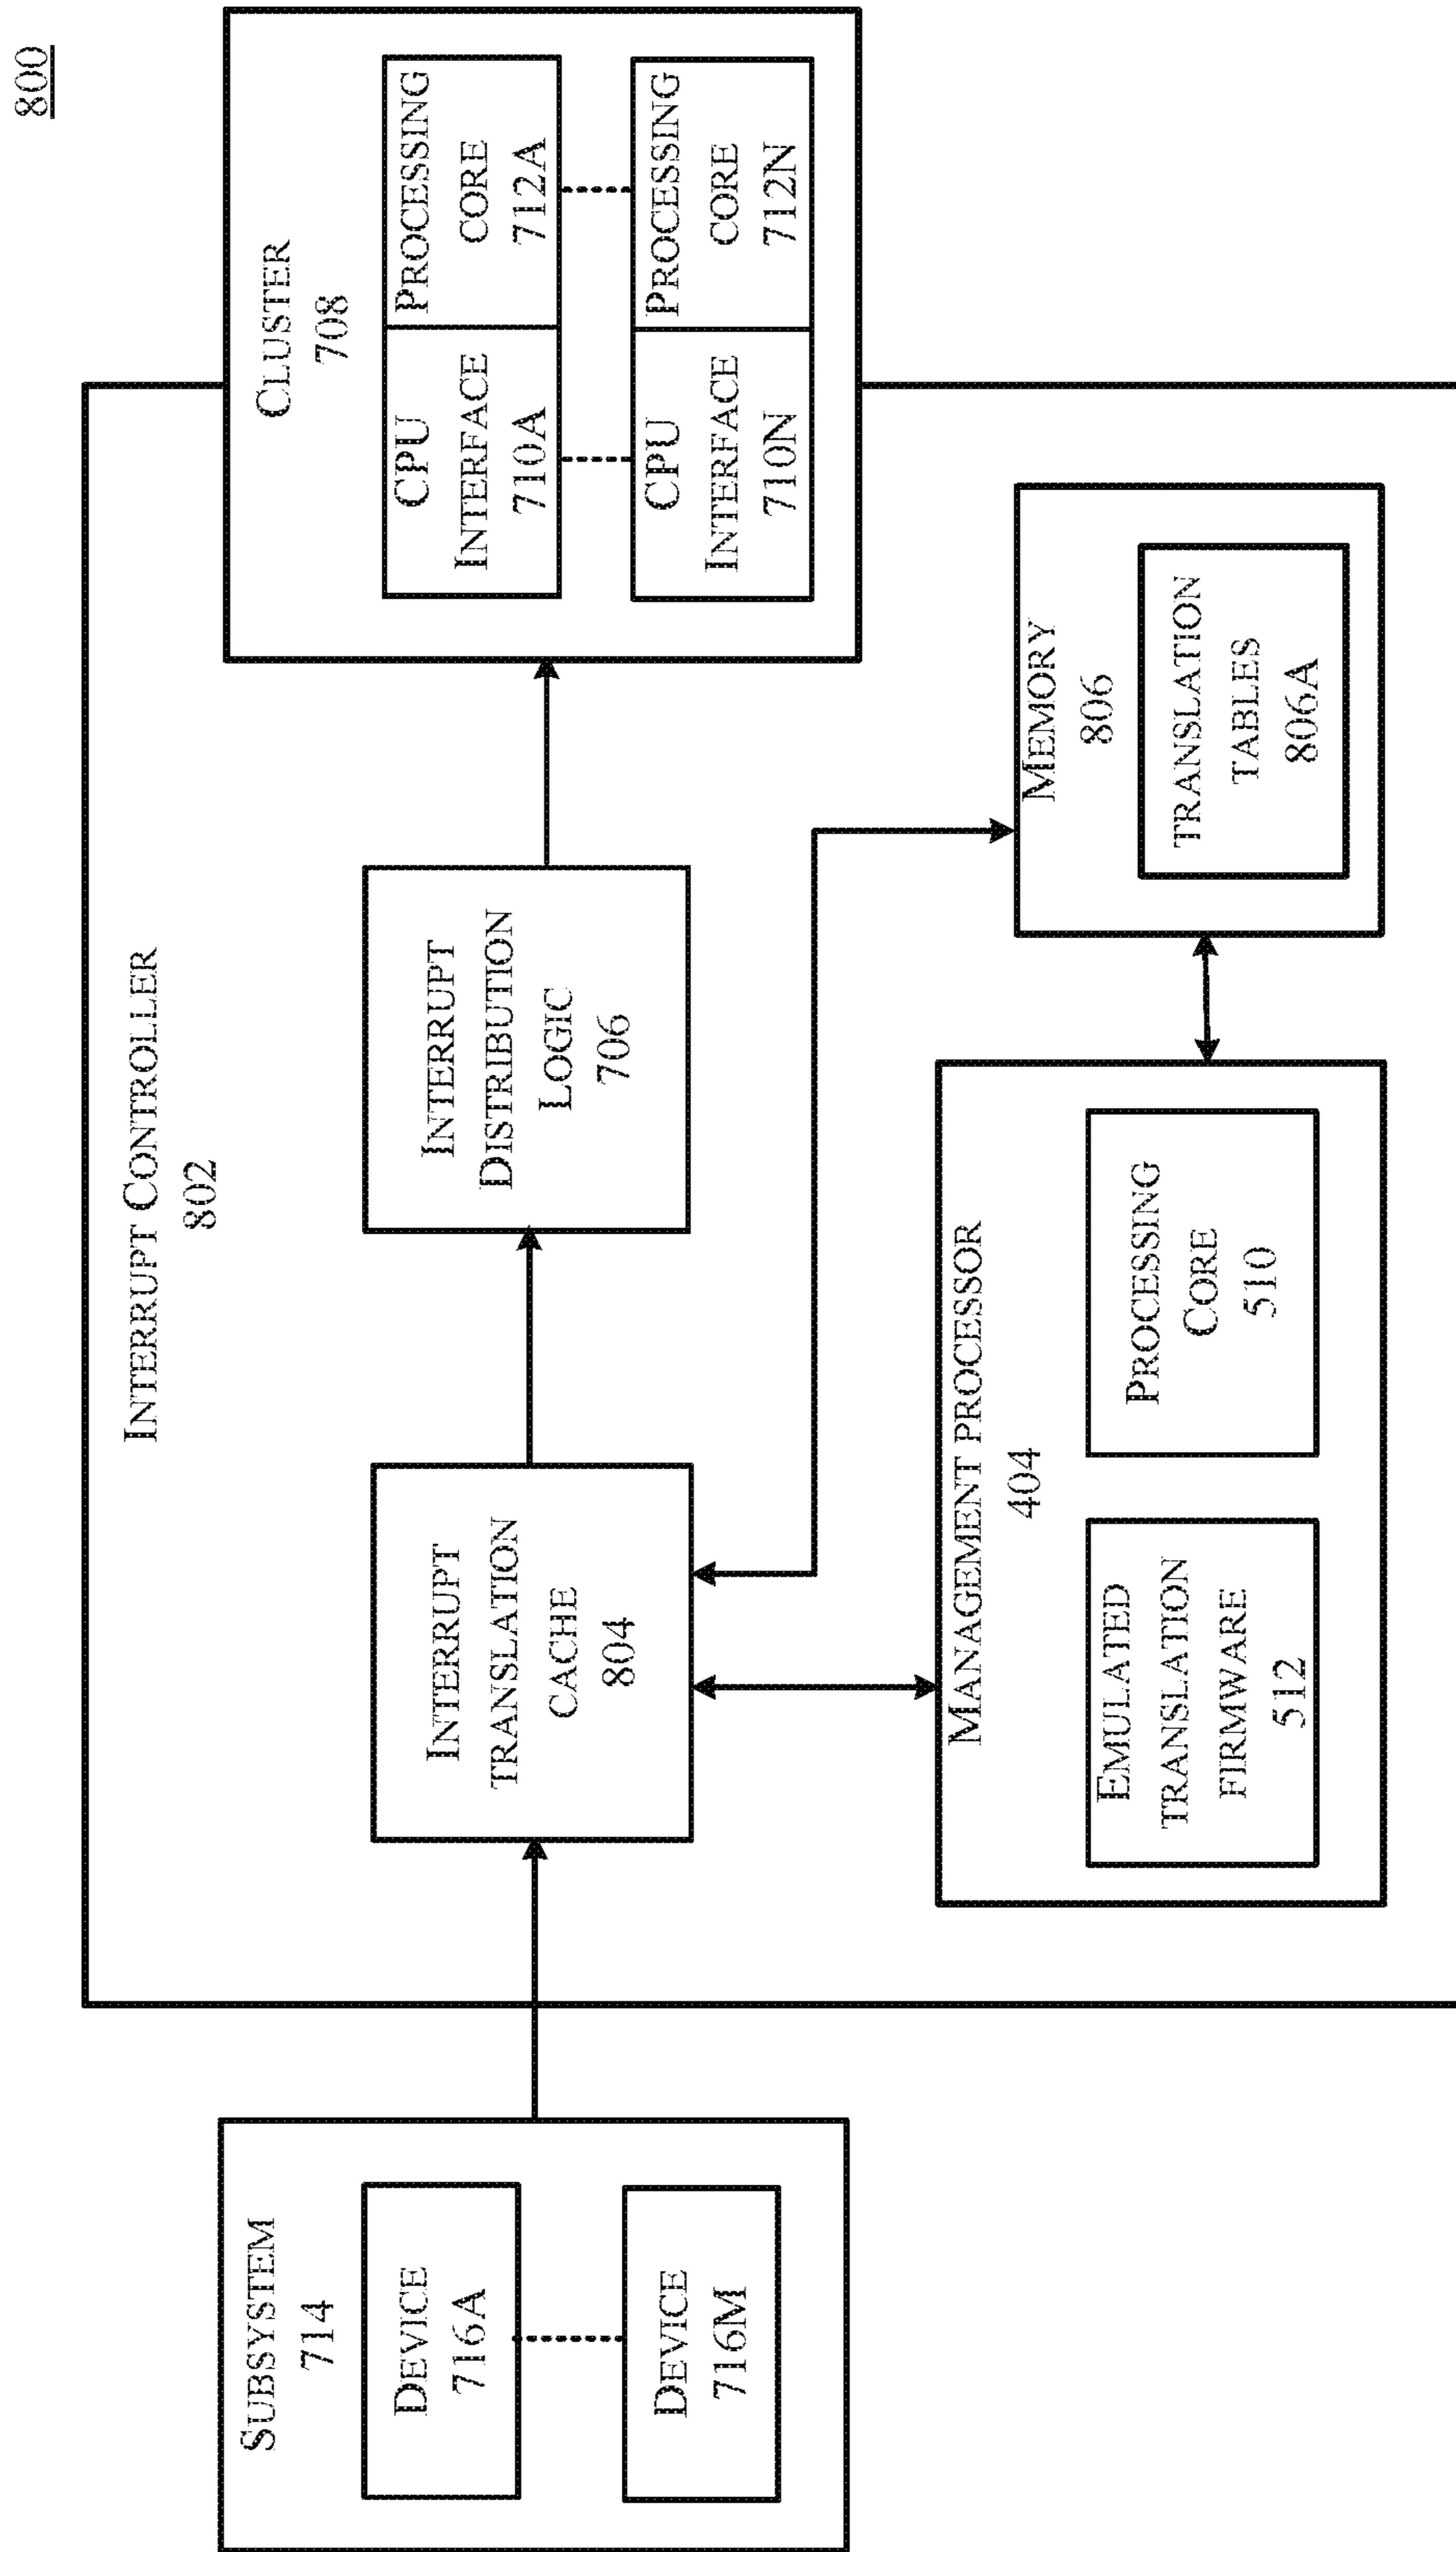 800
INTERRUPT CONTROLLER
802
SUBSYSTEM
714
DEVICE
716A
DEVICE
716M
INTERRUPT
TRANSLATION
CACHE
804
INTERRUPT
DISTRIBUTION
LOGIC
706
CLUSTER
708
CPU
INTERFACE
710A
PROCESSING
CORE
712A
CPU
INTERFACE
710N
PROCESSING
CORE
712N
MANAGEMENT PROCESSOR
404
EMULATED
TRANSLATION
FIRMWARE
512
PROCESSING
CORE
510
MEMORY
806
TRANSLATION
TABLES
806A